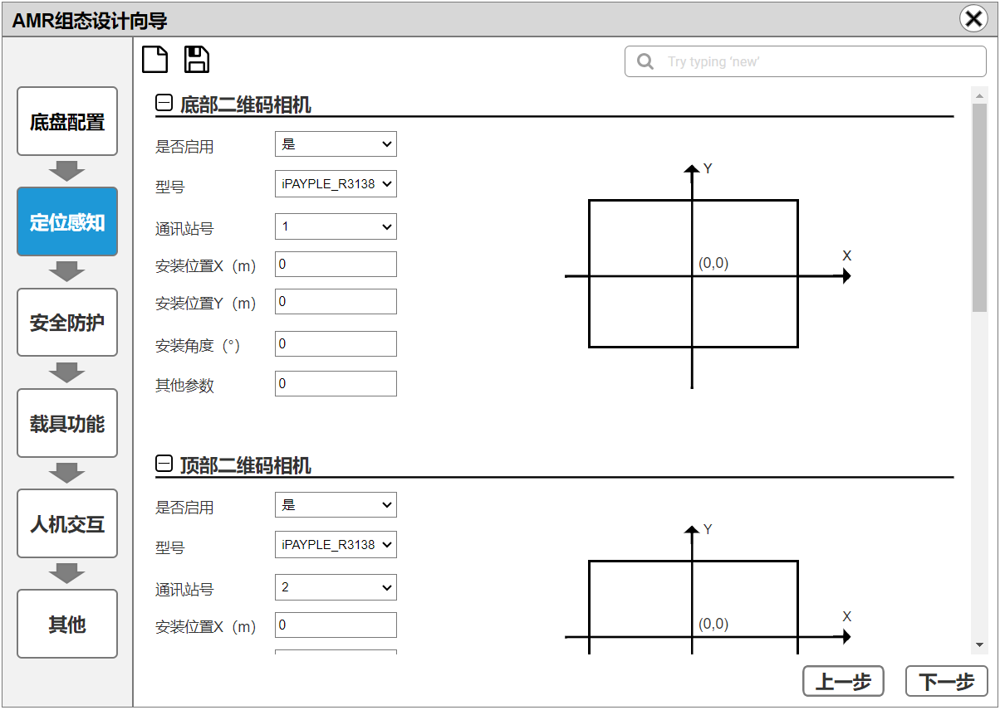 AMR组态设计向导
Try typing 'new'
底盘配置
定位感知
安全防护
载具功能
人机交互
其他
底部二维码相机
是否启用 是
型号 iPAYPLE_R3138
通讯站号 1
安装位置X（m） 0
安装位置Y（m） 0
安装角度（°） 0
其他参数 0
Y
X
(0,0)
顶部二维码相机
是否启用 是
型号 iPAYPLE_R3138
通讯站号 2
安装位置X（m） 0
Y
X
(0,0)
上一步 下一步